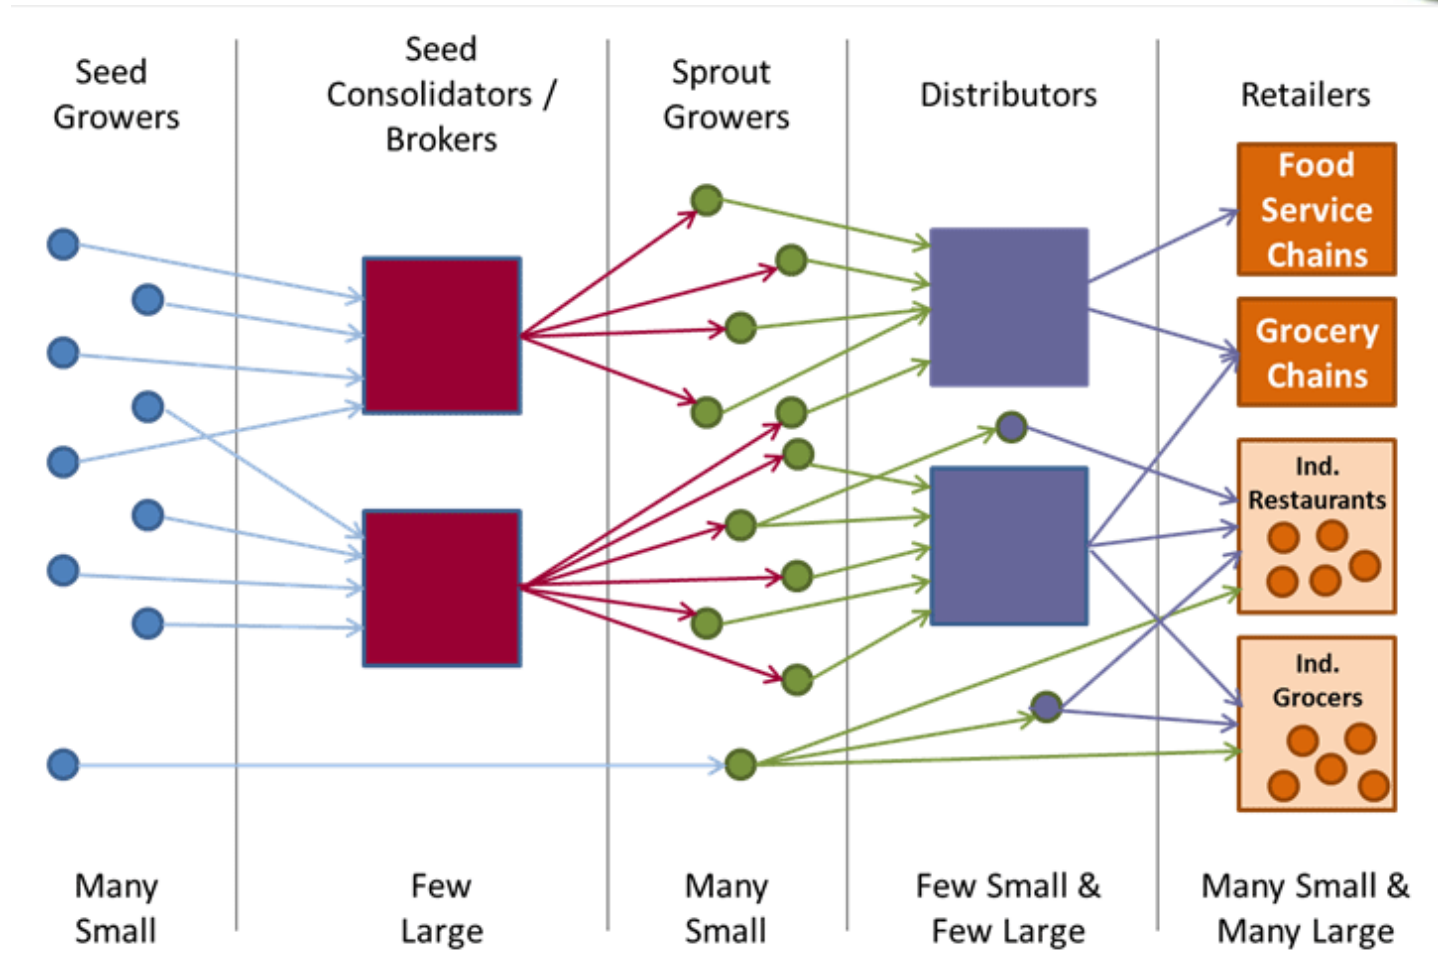 Seed
Growers
Seed
Consolidators /
Brokers
Sprout
Growers
Distributors
Retailers
Food
Service
Chains
Grocery
Chains
Ind.
Restaurants
Ind.
Grocers
Many
Small
Few
Large
Many
Small
Few Small &
Few Large
Many Small &
Many Large